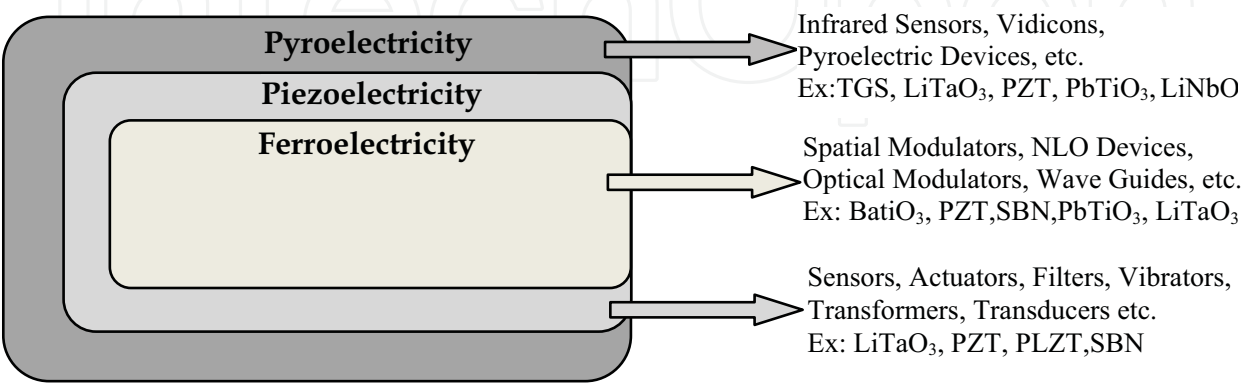 Pyroelectricity
Piezoelectricity
Ferroelectricity
Infrared Sensors, Vidicons,
Pyroelectric Devices, etc.
Ex:TGS, LiTaO₃, PZT, PbTiO₃, LiNbO
Spatial Modulators, NLO Devices,
Optical Modulators, Wave Guides, etc.
Ex: BatiO₃, PZT,SBN,PbTiO₃, LiTaO₃
Sensors, Actuators, Filters, Vibrators,
Transformers, Transducers etc.
Ex: LiTaO₃, PZT, PLZT,SBN